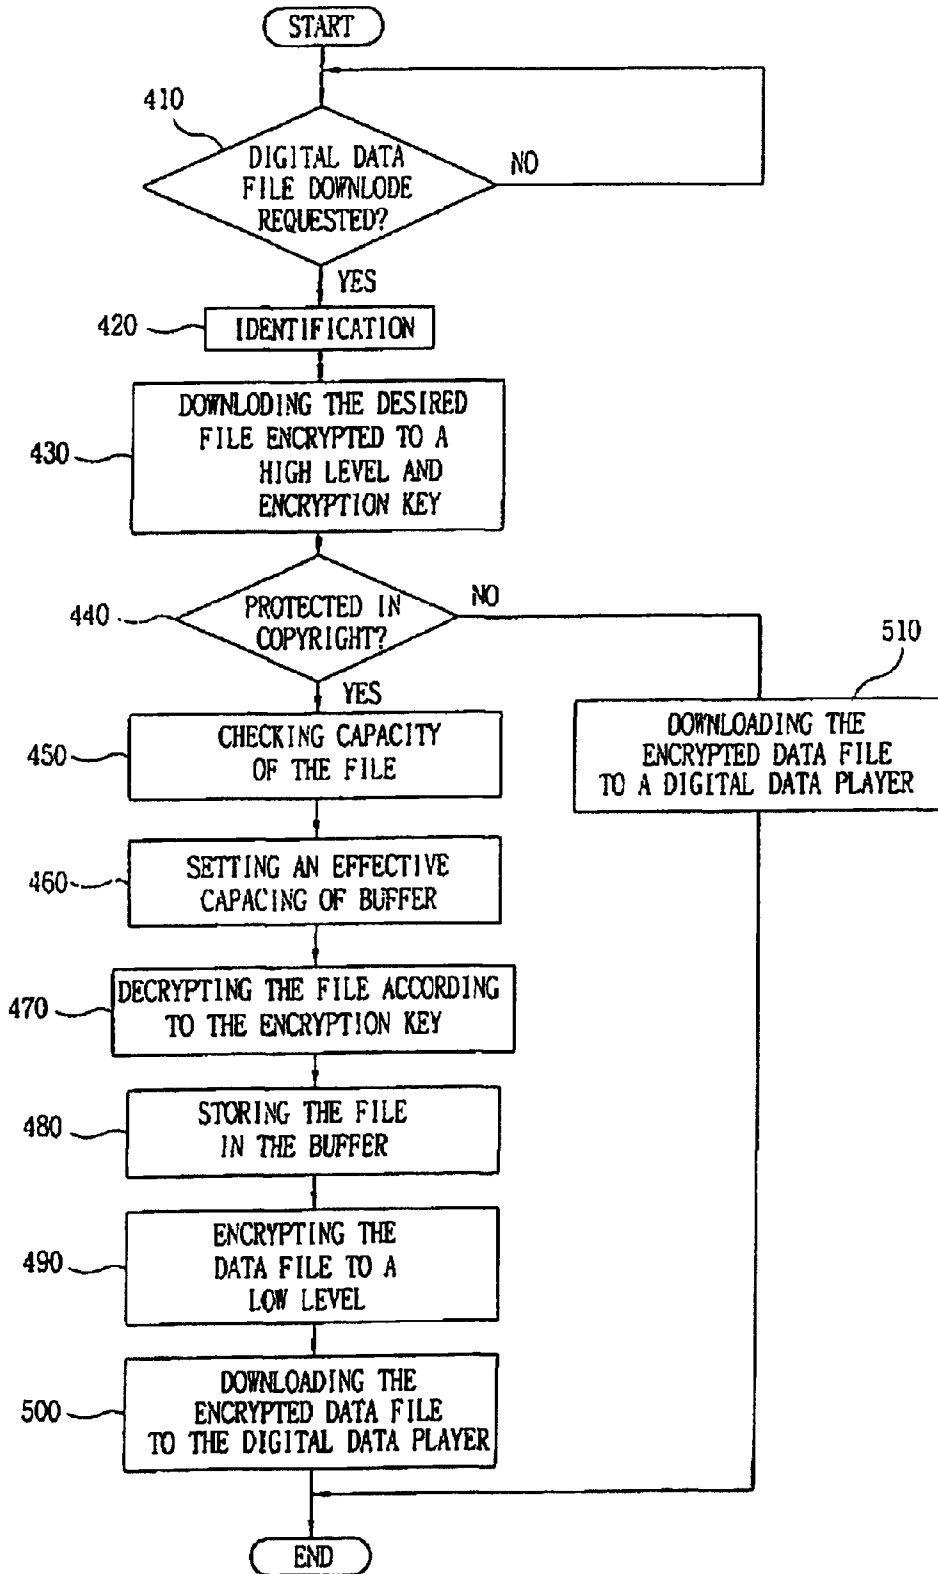 START
410
DIGITAL DATA
FILE DOWNLODE
REQUESTED?
NO
YES
420
IDENTIFICATION
430
DOWNLODING THE DESIRED
FILE ENCRYPTED TO A
HIGH LEVEL AND
ENCRYPTION KEY
440
PROTECTED IN
COPYRIGHT?
NO
YES
510
DOWNLOADING THE
ENCRYPTED DATA FILE
TO A DIGITAL DATA PLAYER
450
CHECKING CAPACITY
OF THE FILE
460
SETTING AN EFFECTIVE
CAPACING OF BUFFER
470
DECRYPTING THE FILE ACCORDING
TO THE ENCRYPTION KEY
480
STORING THE FILE
IN THE BUFFER
490
ENCRYPTING THE
DATA FILE TO A
LOW LEVEL
500
DOWNLOADING THE
ENCRYPTED DATA FILE
TO THE DIGITAL DATA PLAYER
END